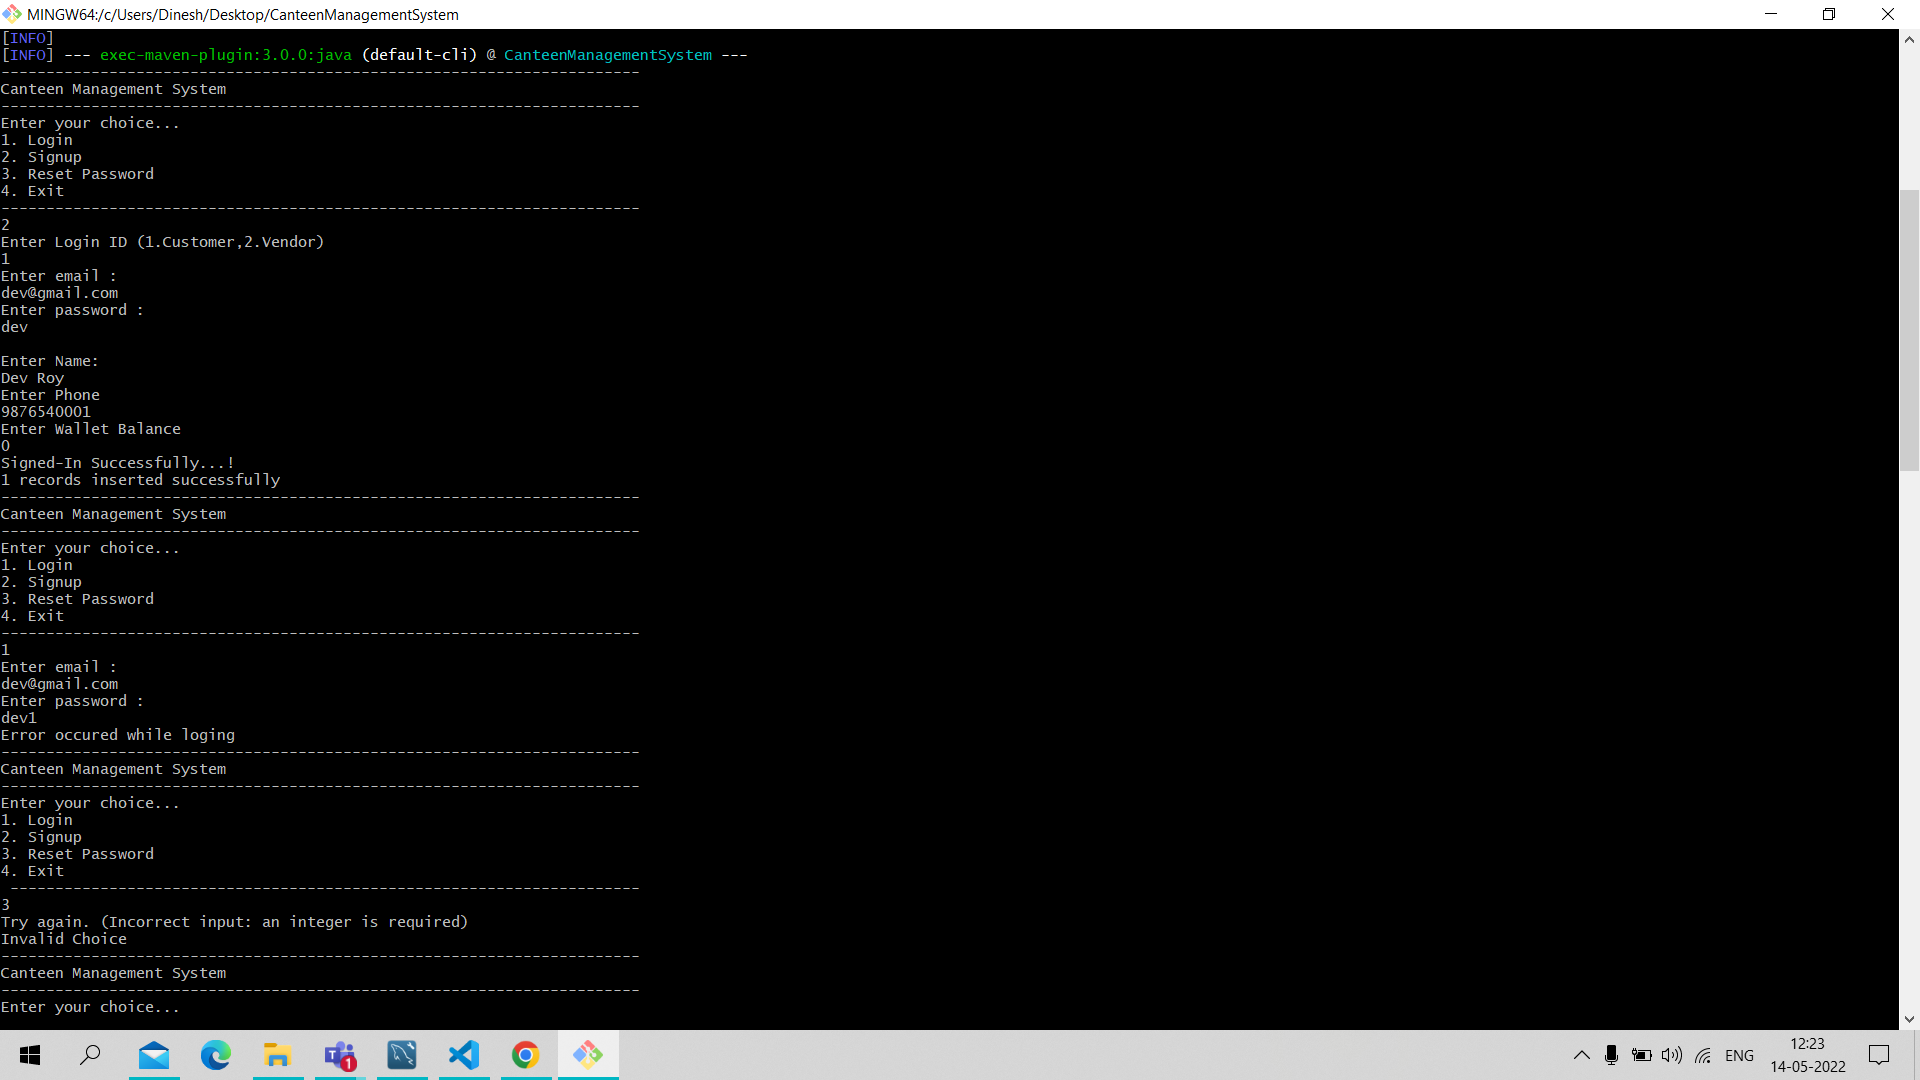 MINGW64:/c/Users/Dinesh/Desktop/CanteenManagementSystem
[INFO]
[INFO] --- exec-maven-plugin:3.0.0:java (default-cli) @ CanteenManagementSystem ---
-----------------------------------------------------------------------
Canteen Management System
-----------------------------------------------------------------------
Enter your choice...
1. Login
2. Signup
3. Reset Password
4. Exit
-----------------------------------------------------------------------
2
Enter Login ID (1.Customer,2.Vendor)
1
Enter email :
dev@gmail.com
Enter password :
dev
Enter Name:
Dev Roy
Enter Phone
9876540001
Enter Wallet Balance
0
Signed-In Successfully...!
1 records inserted successfully
-----------------------------------------------------------------------
Canteen Management System
-----------------------------------------------------------------------
Enter your choice...
1. Login
2. Signup
3. Reset Password
4. Exit
-----------------------------------------------------------------------
1
Enter email :
dev@gmail.com
Enter password :
dev1
Error occured while loging
-----------------------------------------------------------------------
Canteen Management System
-----------------------------------------------------------------------
Enter your choice...
1. Login
2. Signup
3. Reset Password
4. Exit
 ----------------------------------------------------------------------
3
Try again. (Incorrect input: an integer is required)
Invalid Choice
-----------------------------------------------------------------------
Canteen Management System
-----------------------------------------------------------------------
Enter your choice...
1
ENG
12:23
14-05-2022